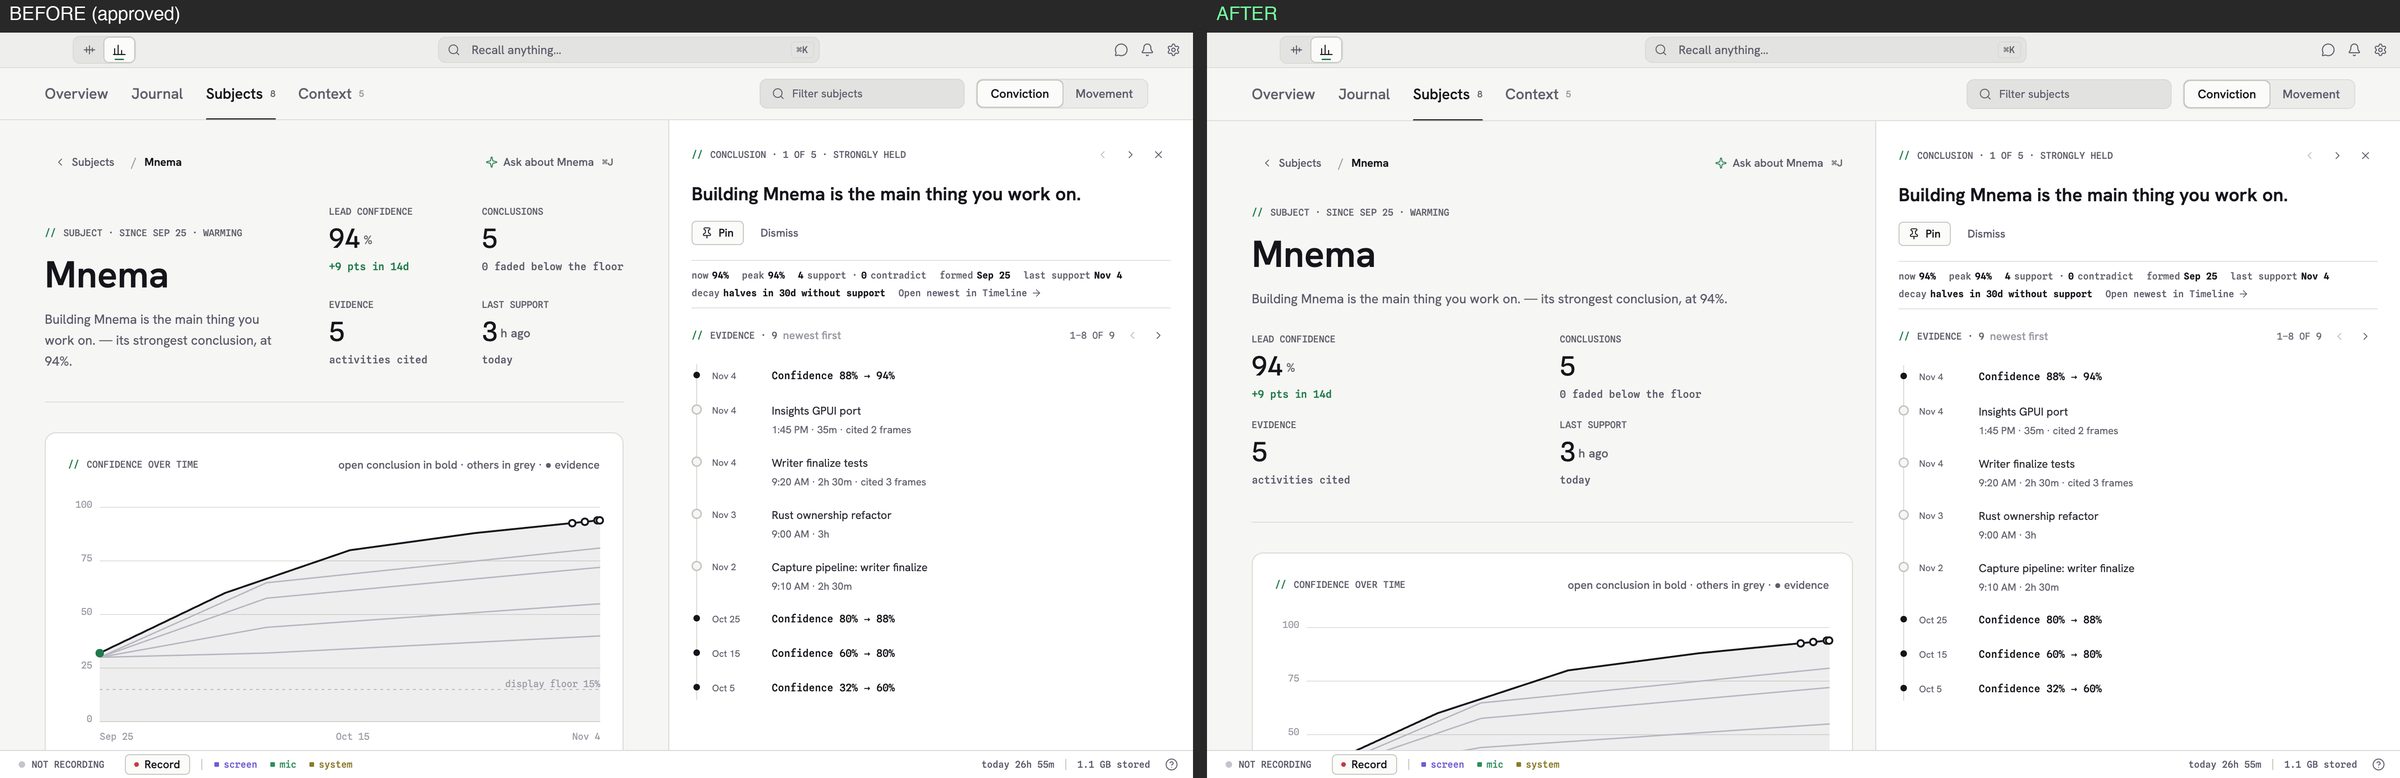 BEFORE (approved)
Recall anything...
⌘K
Overview
Journal
Subjects 8
Context 5
Filter subjects
Conviction
Movement
Subjects / Mnema
Ask about Mnema ⌘J
// SUBJECT · SINCE SEP 25 · WARMING
Mnema
Building Mnema is the main thing you
work on. — its strongest conclusion, at
94%.
LEAD CONFIDENCE
94 %
+9 pts in 14d
CONCLUSIONS
5
0 faded below the floor
EVIDENCE
5
activities cited
LAST SUPPORT
3 h ago
today
// CONFIDENCE OVER TIME
open conclusion in bold · others in grey · ● evidence
100
75
50
25
0
display floor 15%
Sep 25
Oct 15
Nov 4
// CONCLUSION · 1 OF 5 · STRONGLY HELD
Building Mnema is the main thing you work on.
Pin
Dismiss
now 94% peak 94% 4 support · 0 contradict formed Sep 25 last support Nov 4
decay halves in 30d without support Open newest in Timeline →
// EVIDENCE · 9 newest first
1–8 OF 9
Nov 4 Confidence 88% → 94%
Nov 4 Insights GPUI port
1:45 PM · 35m · cited 2 frames
Nov 4 Writer finalize tests
9:20 AM · 2h 30m · cited 3 frames
Nov 3 Rust ownership refactor
9:00 AM · 3h
Nov 2 Capture pipeline: writer finalize
9:10 AM · 2h 30m
Oct 25 Confidence 80% → 88%
Oct 15 Confidence 60% → 80%
Oct 5 Confidence 32% → 60%
NOT RECORDING
Record
screen
mic
system
today 26h 55m
1.1 GB stored
AFTER
Recall anything...
⌘K
Overview
Journal
Subjects 8
Context 5
Filter subjects
Conviction
Movement
Subjects / Mnema
Ask about Mnema ⌘J
// SUBJECT · SINCE SEP 25 · WARMING
Mnema
Building Mnema is the main thing you work on. — its strongest conclusion, at 94%.
LEAD CONFIDENCE
94 %
+9 pts in 14d
CONCLUSIONS
5
0 faded below the floor
EVIDENCE
5
activities cited
LAST SUPPORT
3 h ago
today
// CONFIDENCE OVER TIME
open conclusion in bold · others in grey · ● evidence
100
75
50
// CONCLUSION · 1 OF 5 · STRONGLY HELD
Building Mnema is the main thing you work on.
Pin
Dismiss
now 94% peak 94% 4 support · 0 contradict formed Sep 25 last support Nov 4
decay halves in 30d without support Open newest in Timeline →
// EVIDENCE · 9 newest first
1–8 OF 9
Nov 4 Confidence 88% → 94%
Nov 4 Insights GPUI port
1:45 PM · 35m · cited 2 frames
Nov 4 Writer finalize tests
9:20 AM · 2h 30m · cited 3 frames
Nov 3 Rust ownership refactor
9:00 AM · 3h
Nov 2 Capture pipeline: writer finalize
9:10 AM · 2h 30m
Oct 25 Confidence 80% → 88%
Oct 15 Confidence 60% → 80%
Oct 5 Confidence 32% → 60%
NOT RECORDING
Record
screen
mic
system
today 26h 55m
1.1 GB stored